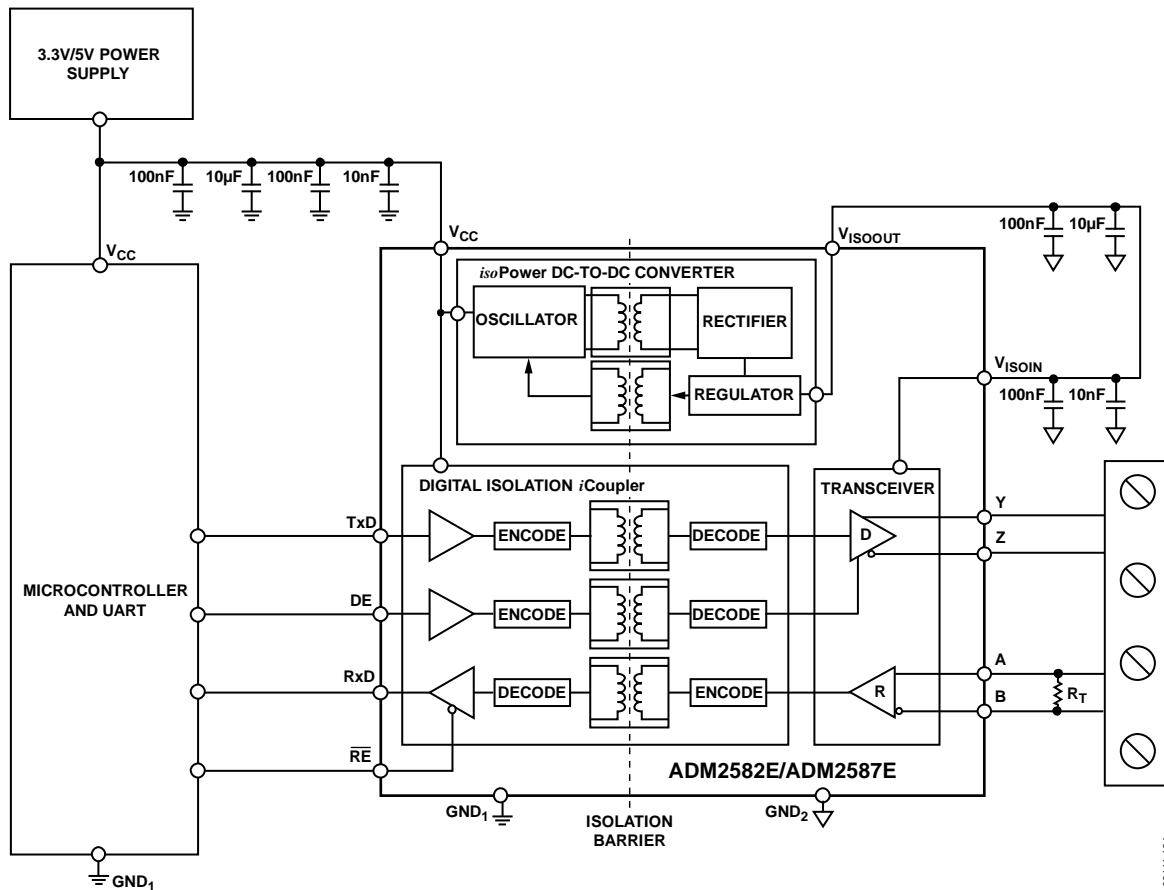 3.3V/5V POWER
SUPPLY
100nF
10µF
100nF
10nF
VCC
VCC
VISOOUT
100nF
10µF
isoPower DC-TO-DC CONVERTER
OSCILLATOR
RECTIFIER
REGULATOR
VISOIN
100nF
10nF
DIGITAL ISOLATION iCoupler
TRANSCEIVER
TxD
ENCODE
DECODE
D
Y
Z
MICROCONTROLLER
AND UART
DE
ENCODE
DECODE
RxD
DECODE
ENCODE
R
A
B
RT
RE
ADM2582E/ADM2587E
GND1
ISOLATION
BARRIER
GND2
GND1